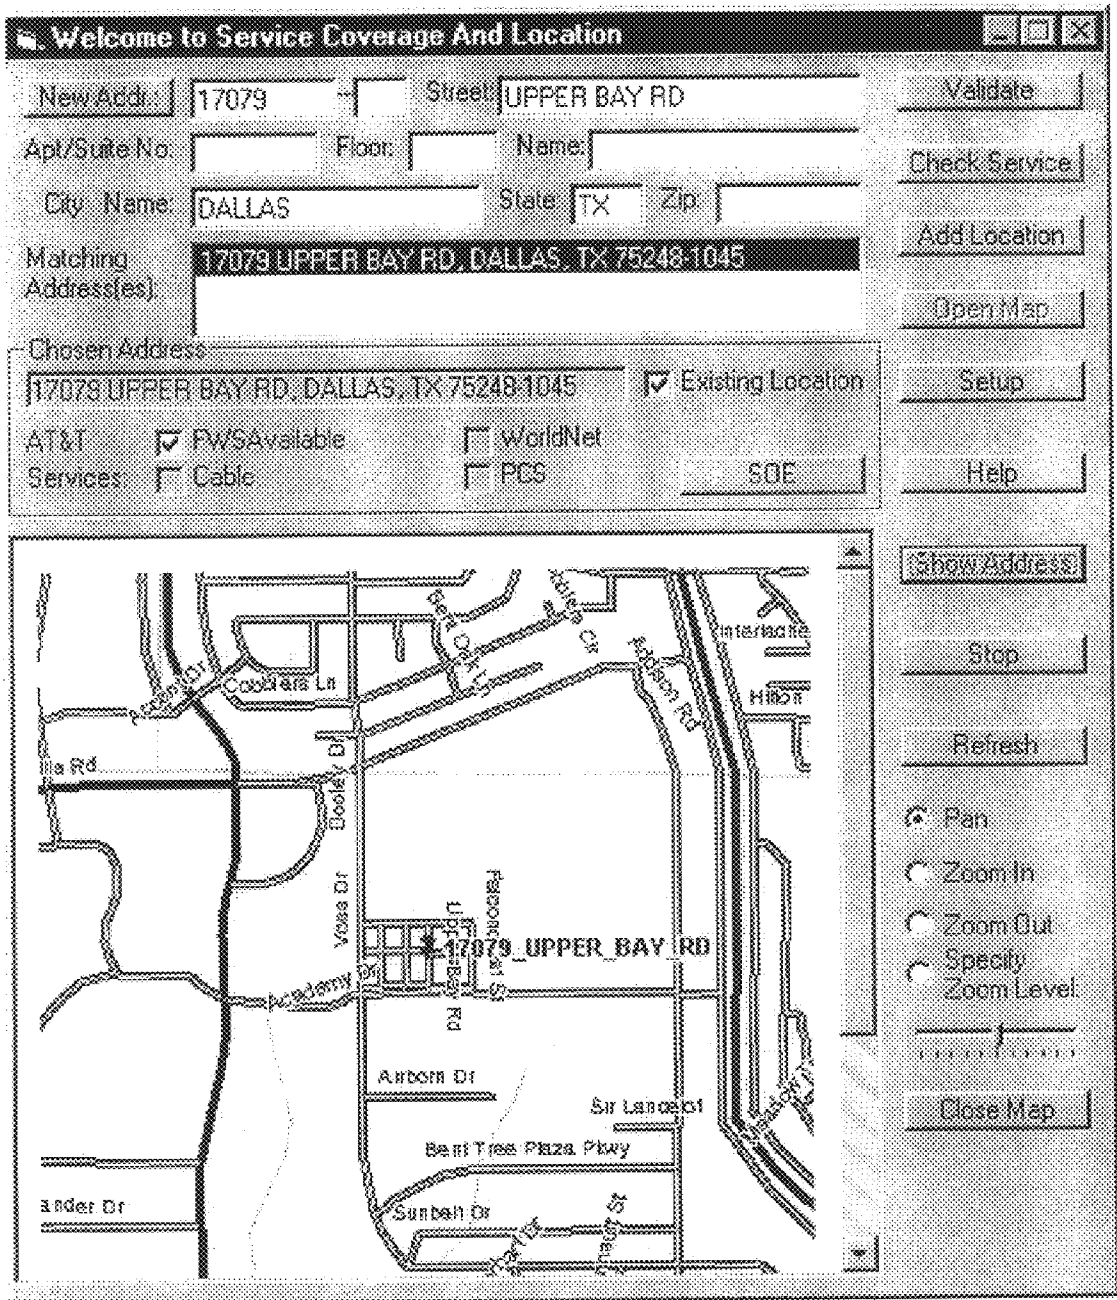 Welcome to Service Coverage And Location
New Addr.: 17079 - Street: UPPER BAY RD Validate
Apt/Suite No: Floor: Name: Check Service
City Name: DALLAS State: TX Zip: Add Location
Matching Address(es): 17079 UPPER BAY RD, DALLAS, TX 75248-1045
Open Map
Chosen Address
17079 UPPER BAY RD, DALLAS, TX 75248-1045 Existing Location Setup
AT&T FWSAvailable WorldNet
Services: Cable PCS SOE Help
Show Address
Stop
Refresh
Pan
Zoom In
Zoom Out
Specify
Zoom Level
Close Map
Cobblers Ln
Addison Rd
la Rd
Dooley Dr
Voss Dr
17079_UPPER_BAY_RD
Academy Dr
Airborn Dr
Sir Lancelot
Bent Tree Plaza Pkwy
ander Dr
Sunbelt Dr